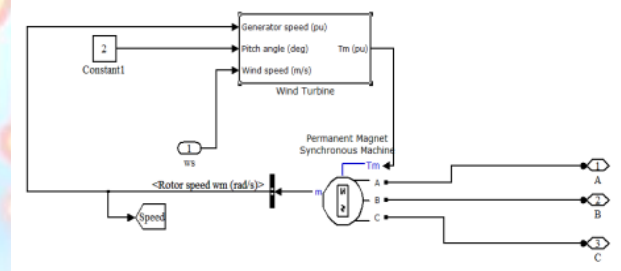 Generator speed (pu)
2
Pitch angle (deg)
Tm (pu)
Constant1
Wind speed (m/s)
Wind Turbine
1
ws
Permanent Magnet
Synchronous Machine
Tm
<Rotor speed wm (rad/s)>
m
A
B
C
Speed
1
A
2
B
3
C